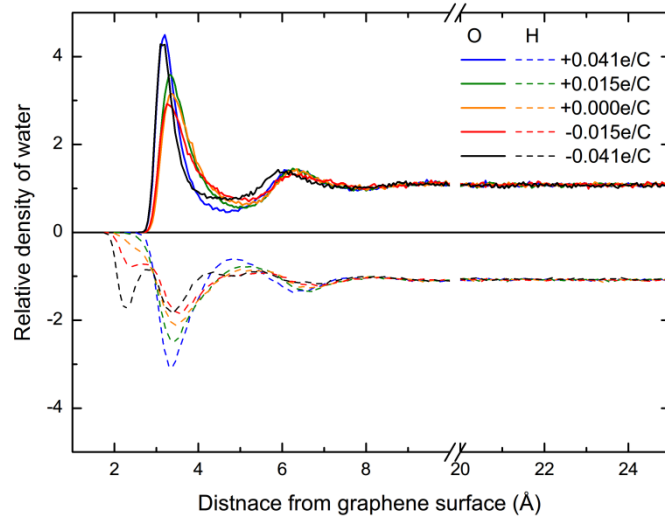 O H
+0.041e/C
+0.015e/C
+0.000e/C
-0.015e/C
-0.041e/C
4
2
0
-2
-4
Relative density of water
2 4 6 8 20 22 24
Distnace from graphene surface (Å)